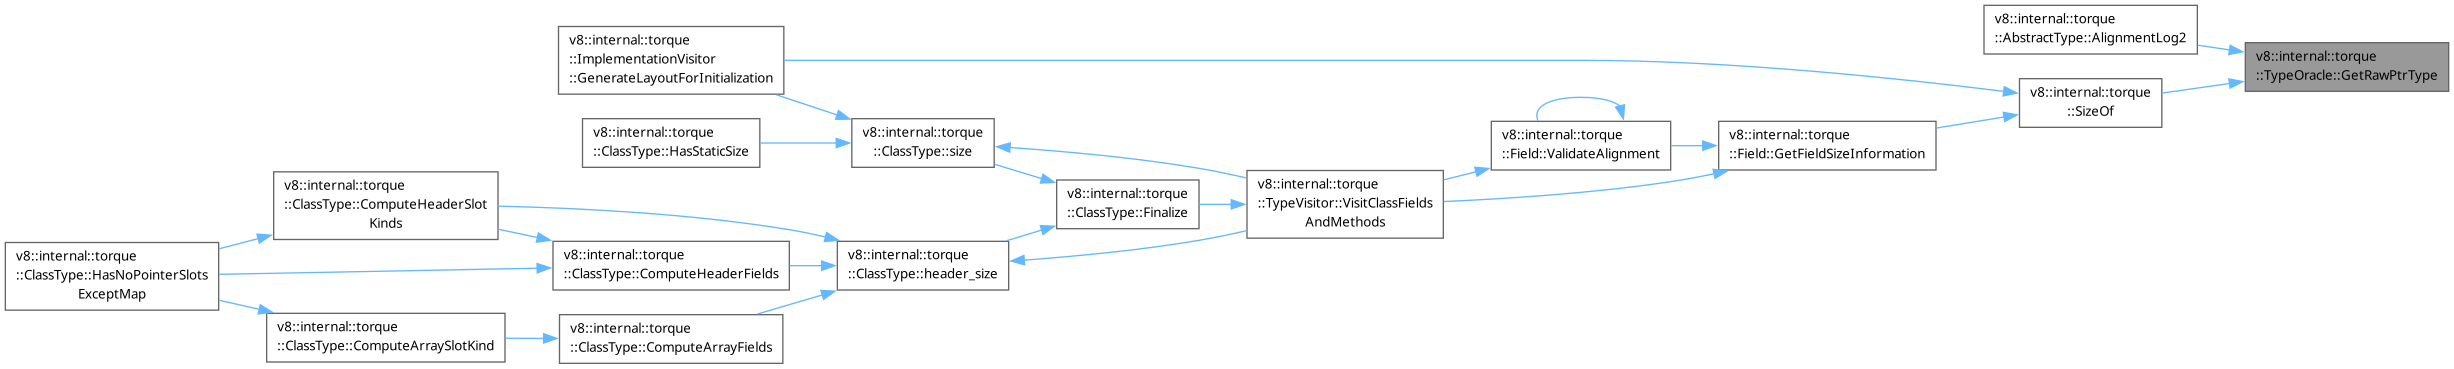 v8::internal::torque
::AbstractType::AlignmentLog2
v8::internal::torque
::TypeOracle::GetRawPtrType
v8::internal::torque
::ImplementationVisitor
::GenerateLayoutForInitialization
v8::internal::torque
::SizeOf
v8::internal::torque
::ClassType::HasStaticSize
v8::internal::torque
::ClassType::size
v8::internal::torque
::Field::ValidateAlignment
v8::internal::torque
::Field::GetFieldSizeInformation
v8::internal::torque
::ClassType::ComputeHeaderSlot
Kinds
v8::internal::torque
::ClassType::Finalize
v8::internal::torque
::TypeVisitor::VisitClassFields
AndMethods
v8::internal::torque
::ClassType::HasNoPointerSlots
ExceptMap
v8::internal::torque
::ClassType::ComputeHeaderFields
v8::internal::torque
::ClassType::header_size
v8::internal::torque
::ClassType::ComputeArraySlotKind
v8::internal::torque
::ClassType::ComputeArrayFields